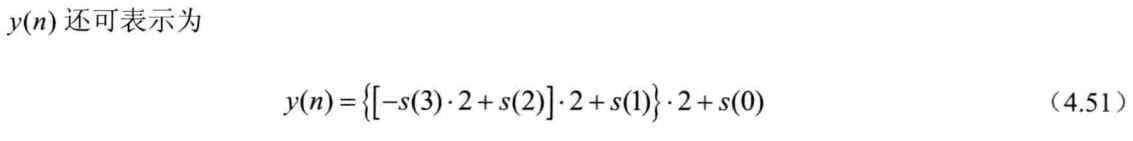 y(n) 还可表示为
y(n) = {[−s(3)·2 + s(2)]·2 + s(1)}·2 + s(0) （4.51）